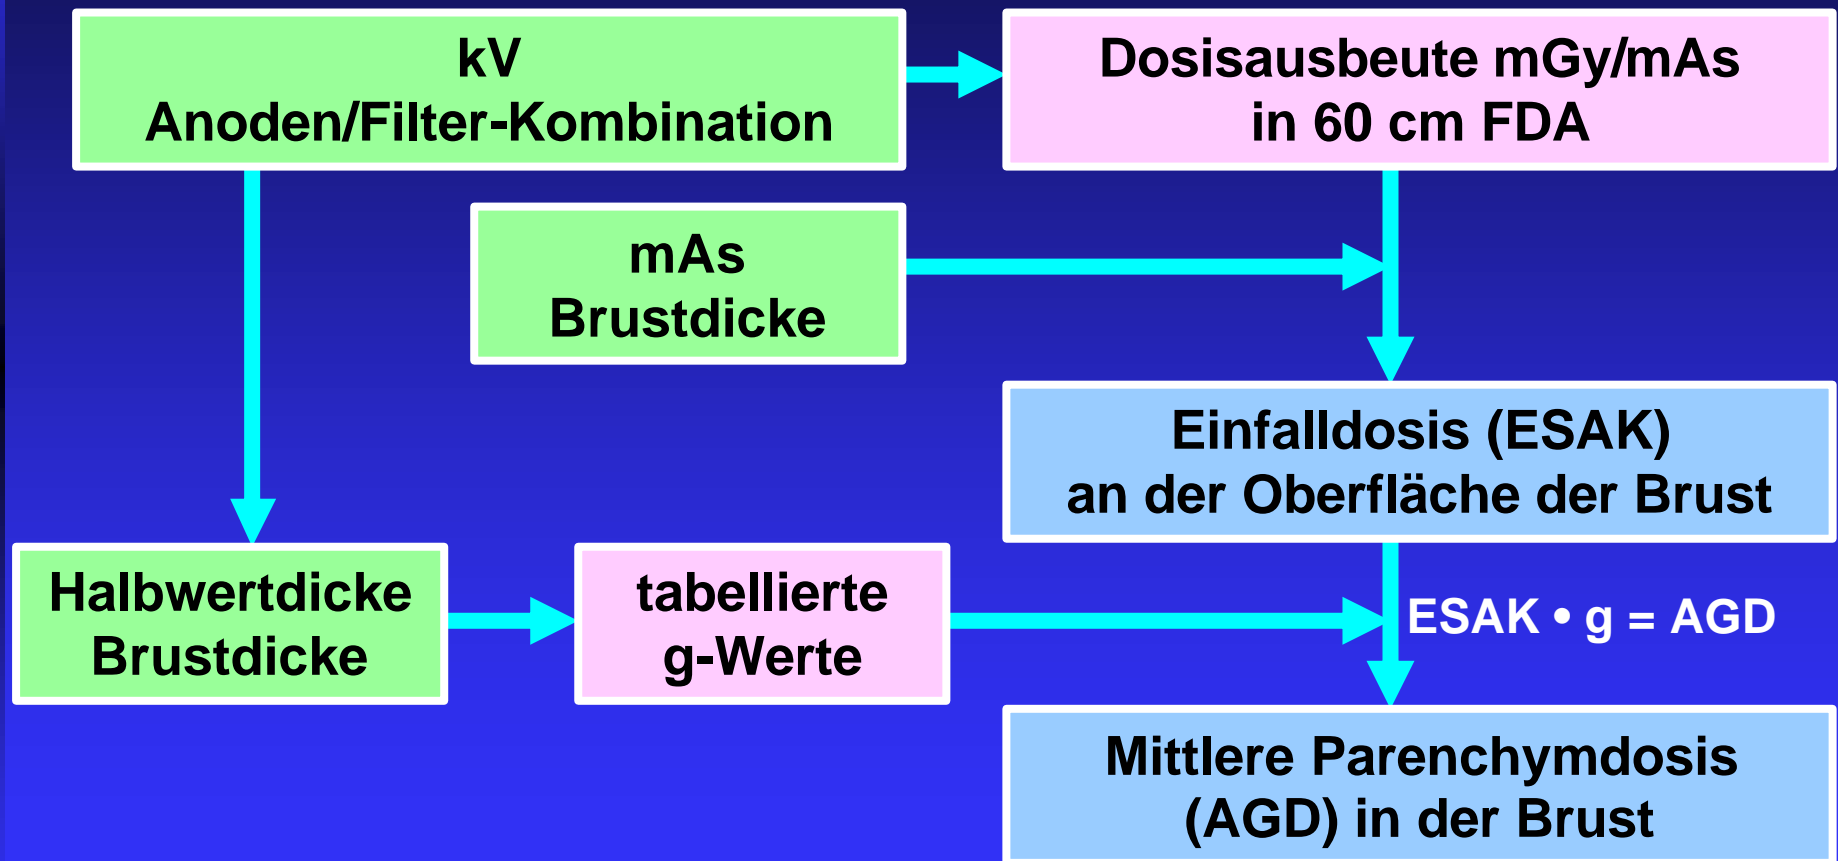 kV
Anoden/Filter-Kombination
Dosisausbeute mGy/mAs
in 60 cm FDA
mAs
Brustdicke
Einfalldosis (ESAK)
an der Oberfläche der Brust
Halbwertdicke
Brustdicke
tabellierte
g-Werte
ESAK • g = AGD
Mittlere Parenchymdosis
(AGD) in der Brust